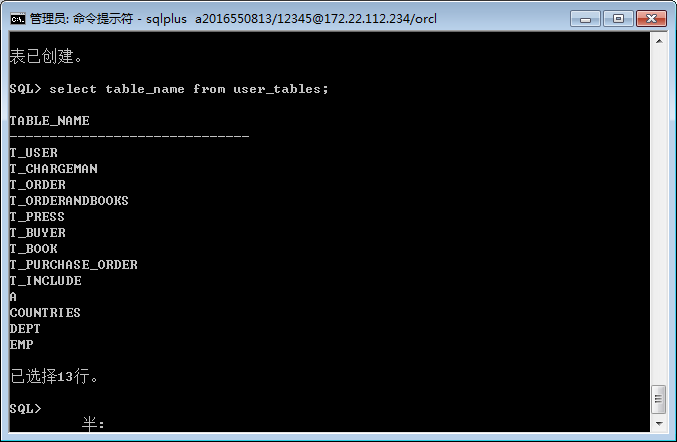 管理员: 命令提示符 - sqlplus  a2016550813/12345@172.22.112.234/orcl
表已创建。
SQL> select table_name from user_tables;
TABLE_NAME
------------------------------
T_USER
T_CHARGEMAN
T_ORDER
T_ORDERANDBOOKS
T_PRESS
T_BUYER
T_BOOK
T_PURCHASE_ORDER
T_INCLUDE
A
COUNTRIES
DEPT
EMP
已选择13行。
SQL>
半: